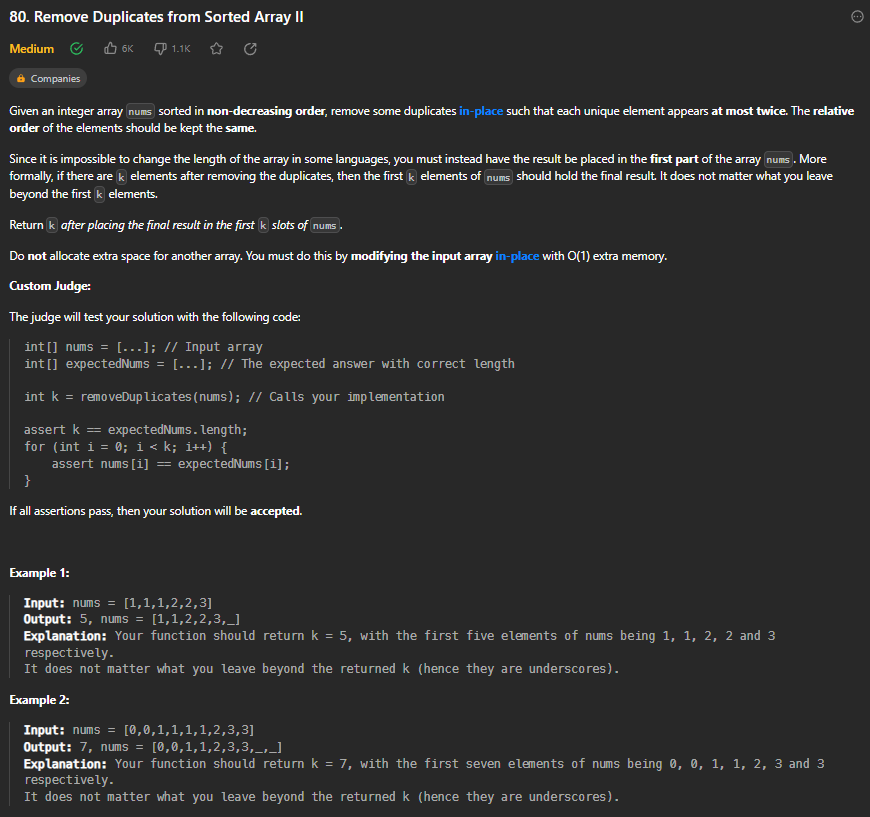 80. Remove Duplicates from Sorted Array II
Medium 6K 1.1K
Companies
Given an integer array nums sorted in non-decreasing order, remove some duplicates in-place such that each unique element appears at most twice. The relative
order of the elements should be kept the same.
Since it is impossible to change the length of the array in some languages, you must instead have the result be placed in the first part of the array nums. More
formally, if there are k elements after removing the duplicates, then the first k elements of nums should hold the final result. It does not matter what you leave
beyond the first k elements.
Return k after placing the final result in the first k slots of nums.
Do not allocate extra space for another array. You must do this by modifying the input array in-place with O(1) extra memory.
Custom Judge:
The judge will test your solution with the following code:
int[] nums = [...]; // Input array
int[] expectedNums = [...]; // The expected answer with correct length
int k = removeDuplicates(nums); // Calls your implementation
assert k == expectedNums.length;
for (int i = 0; i < k; i++) {
    assert nums[i] == expectedNums[i];
}
If all assertions pass, then your solution will be accepted.
Example 1:
Input: nums = [1,1,1,2,2,3]
Output: 5, nums = [1,1,2,2,3,_]
Explanation: Your function should return k = 5, with the first five elements of nums being 1, 1, 2, 2 and 3
respectively.
It does not matter what you leave beyond the returned k (hence they are underscores).
Example 2:
Input: nums = [0,0,1,1,1,1,2,3,3]
Output: 7, nums = [0,0,1,1,2,3,3,_,_]
Explanation: Your function should return k = 7, with the first seven elements of nums being 0, 0, 1, 1, 2, 3 and 3
respectively.
It does not matter what you leave beyond the returned k (hence they are underscores).